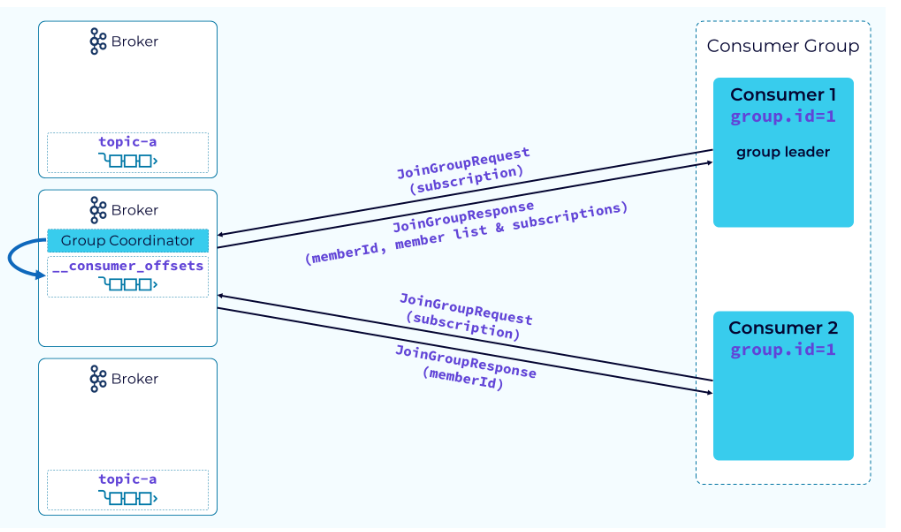 Broker
topic-a
Broker
Group Coordinator
__consumer_offsets
Broker
topic-a
JoinGroupRequest
(subscription)
JoinGroupResponse
(memberId, member list & subscriptions)
JoinGroupRequest
(subscription)
JoinGroupResponse
(memberId)
Consumer Group
Consumer 1
group.id=1
group leader
Consumer 2
group.id=1